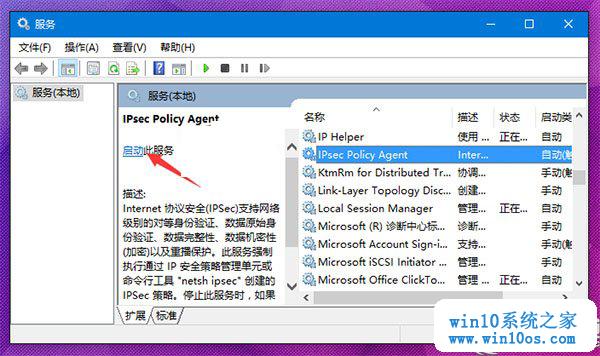 服务
文件(F) 操作(A) 查看(V) 帮助(H)
服务(本地)
服务(本地)
IPsec Policy Agent
启动此服务
描述:
Internet 协议安全(IPSec)支持网络
级别的对等身份验证、数据原始身
份验证、数据完整性、数据机密性
(加密)以及重播保护。此服务强制
执行通过 IP 安全策略管理单元或
命令行工具 "netsh ipsec" 创建的
IPSec 策略。停止此服务时，如果
名称 描述 状态 启动类
IP Helper 使用 ... 正在... 自动
IPsec Policy Agent Inter... 自动(触
KtmRm for Distributed Tr... 协调... 手动(
Link-Layer Topology Disc... 创建... 手动
Local Session Manager 管理... 正在... 自动
Microsoft (R) 诊断中心标... 诊断... 手动
Microsoft Account Sign-i... 支持... 手动(
Microsoft iSCSI Initiator ... 管理... 手动
Microsoft Office ClickTo... 管理... 正在... 自动
扩展 标准
win10系统之家
www.win10os.com